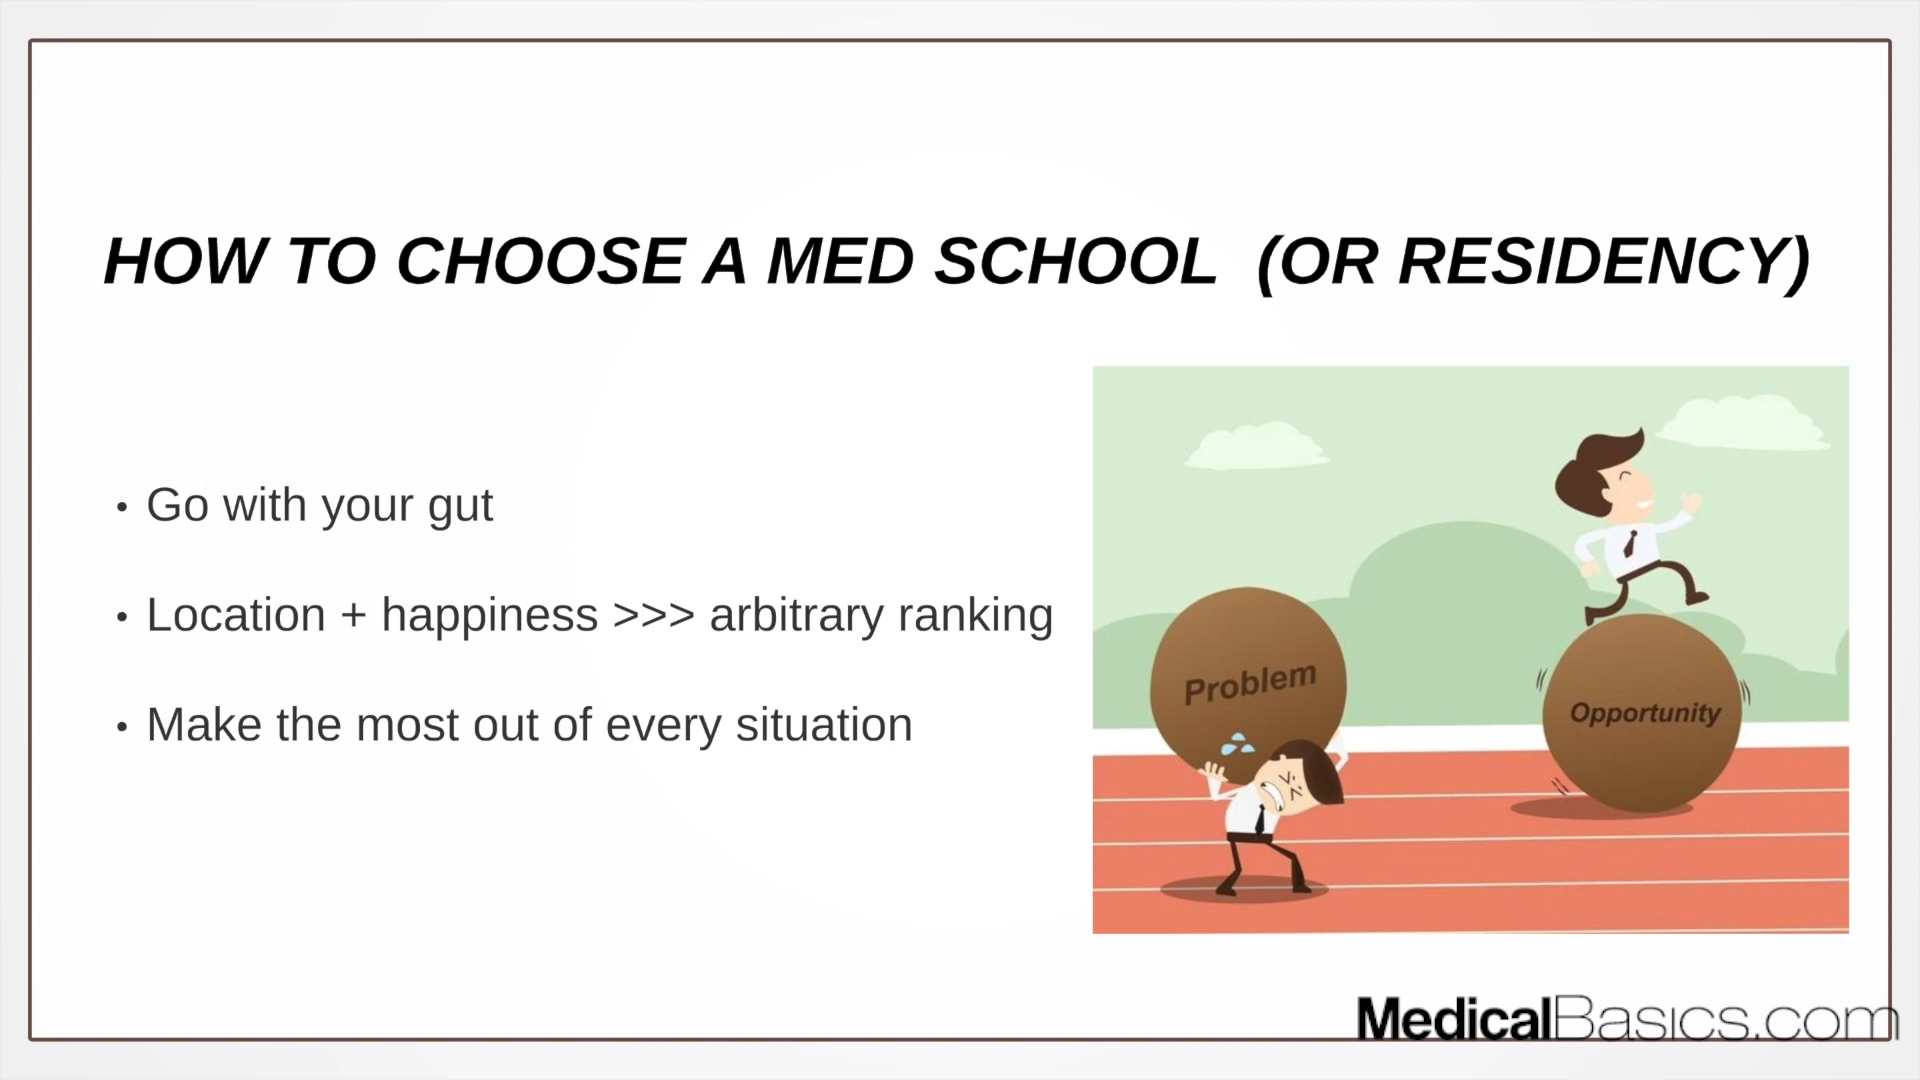 HOW TO CHOOSE A MED SCHOOL (OR RESIDENCY)
• Go with your gut
• Location + happiness >>> arbitrary ranking
• Make the most out of every situation
Problem
Opportunity
MedicalBasics.com